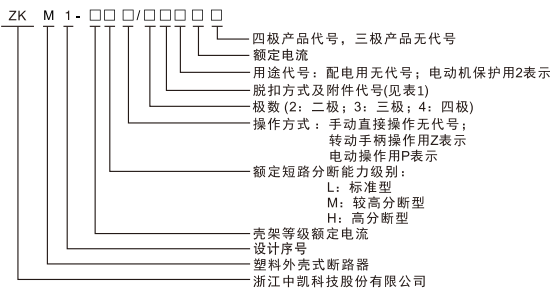 ZK M 1-□□□/□□□□□
四极产品代号，三极产品无代号
额定电流
用途代号：配电用无代号；电动机保护用2表示
脱扣方式及附件代号(见表1)
极数(2：二极；3：三极；4：四极)
操作方式：手动直接操作无代号；
转动手柄操作用Z表示
电动操作用P表示
额定短路分断能力级别：
L：标准型
M：较高分断型
H：高分断型
壳架等级额定电流
设计序号
塑料外壳式断路器
浙江中凯科技股份有限公司